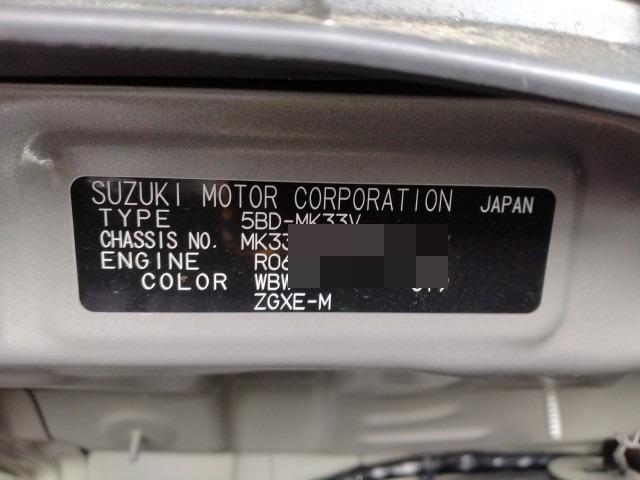 SUZUKI MOTOR CORPORATION JAPAN
TYPE 5BD-MK33V
CHASSIS NO. MK33
ENGINE R06
COLOR WBW
ZGXE-M